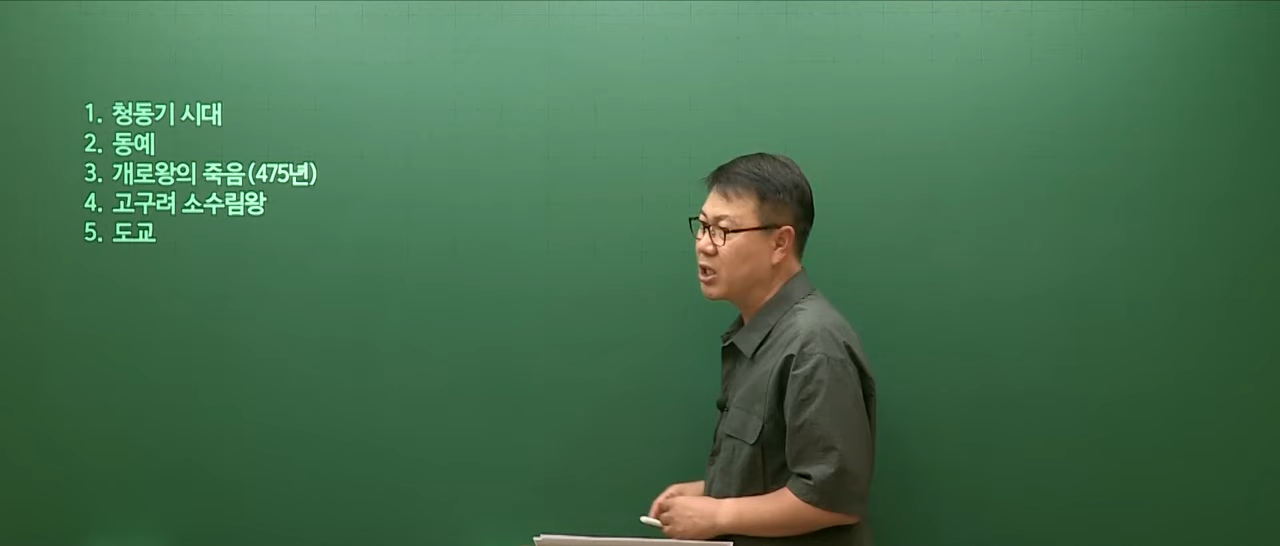 1. 청동기 시대
2. 동예
3. 개로왕의 죽음(475년)
4. 고구려 소수림왕
5. 도교